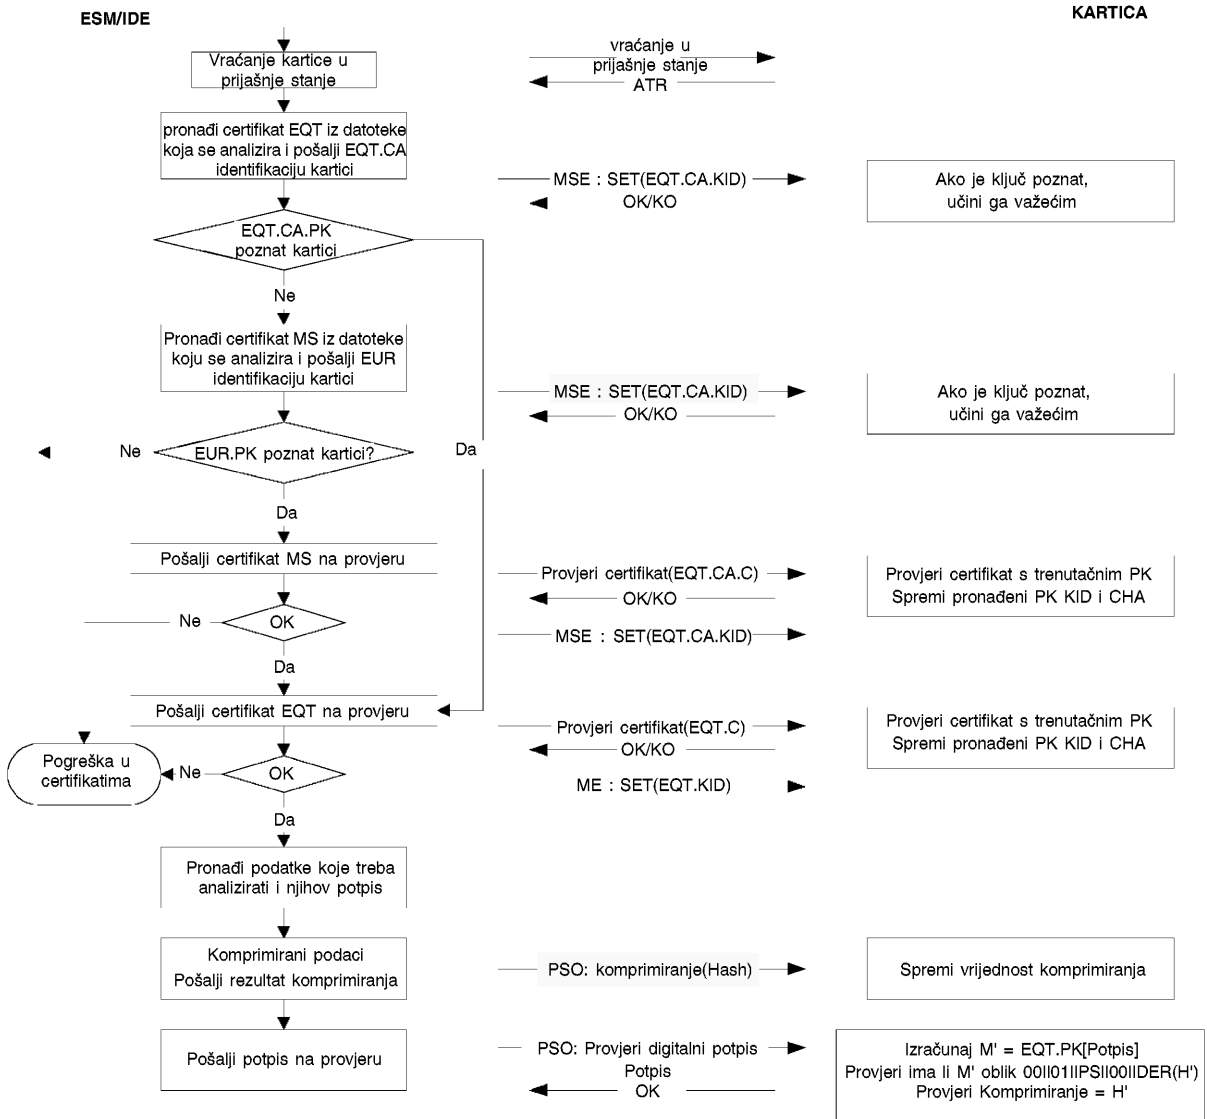 ESM/IDE
KARTICA
Vraćanje kartice u
prijašnje stanje
vraćanje u
prijašnje stanje
ATR
pronađi certifikat EQT iz datoteke
koja se analizira i pošalji EQT.CA
identifikaciju kartici
MSE : SET(EQT.CA.KID)
OK/KO
Ako je ključ poznat,
učini ga važećim
EQT.CA.PK
poznat kartici
Ne
Pronađi certifikat MS iz datoteke
koju se analizira i pošalji EUR
identifikaciju kartici
MSE : SET(EQT.CA.KID)
OK/KO
Ako je ključ poznat,
učini ga važećim
Ne
EUR.PK poznat kartici?
Da
Da
Pošalji certifikat MS na provjeru
Provjeri certifikat(EQT.CA.C)
OK/KO
Provjeri certifikat s trenutačnim PK
Spremi pronađeni PK KID i CHA
Ne
OK
MSE : SET(EQT.CA.KID)
Da
Pošalji certifikat EQT na provjeru
Provjeri certifikat(EQT.C)
OK/KO
Provjeri certifikat s trenutačnim PK
Spremi pronađeni PK KID i CHA
Pogreška u
certifikatima
Ne
OK
ME : SET(EQT.KID)
Da
Pronađi podatke koje treba
analizirati i njihov potpis
Komprimirani podaci
Pošalji rezultat komprimiranja
PSO: komprimiranje(Hash)
Spremi vrijednost komprimiranja
Pošalji potpis na provjeru
PSO: Provjeri digitalni potpis
Potpis
OK
Izračunaj M' = EQT.PK[Potpis]
Provjeri ima li M' oblik 00II01IIPSII00IIDER(H')
Provjeri Komprimiranje = H'